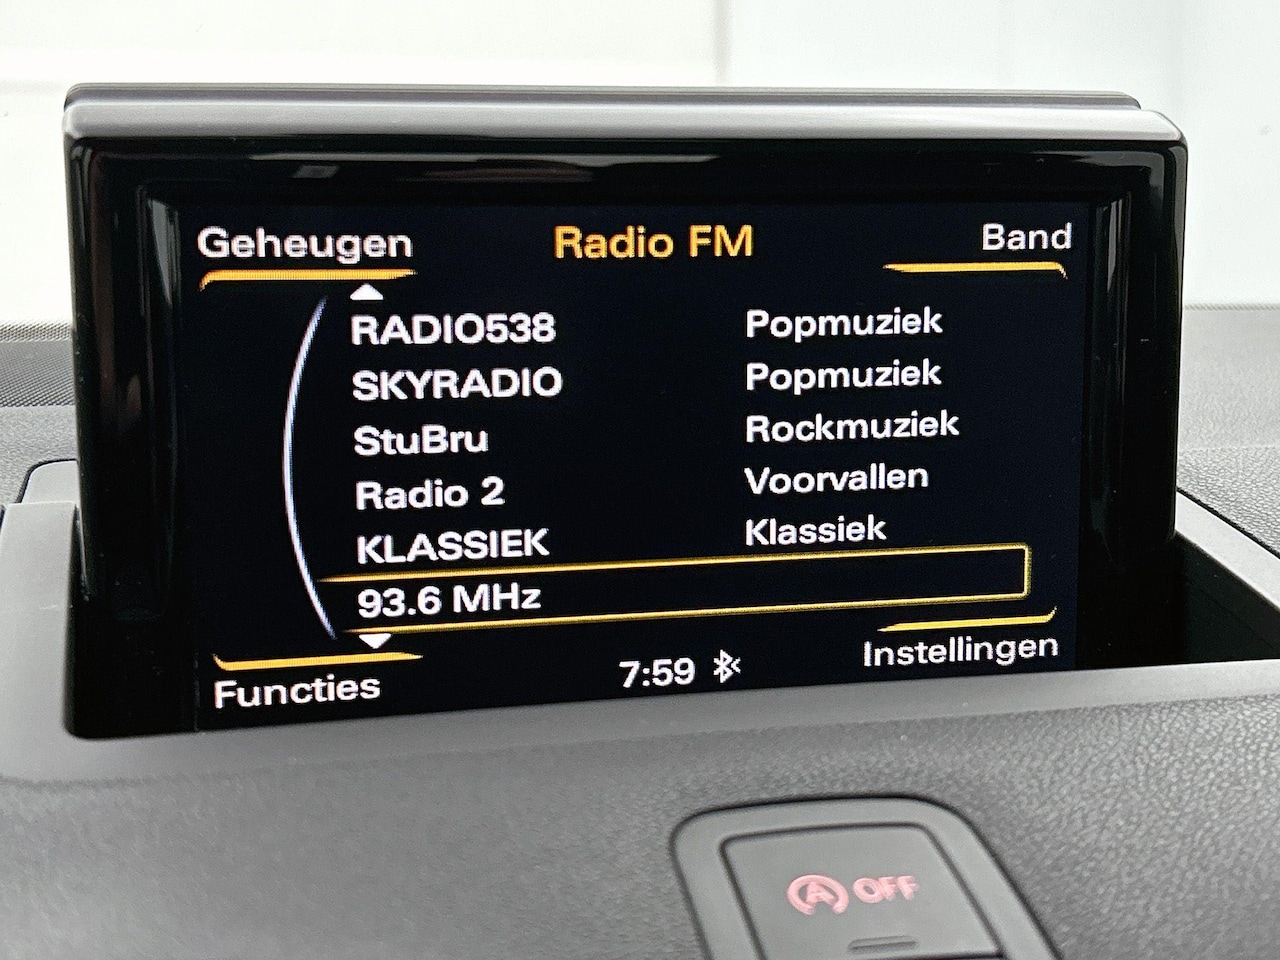 Geheugen Radio FM Band
RADIO538 Popmuziek
SKYRADIO Popmuziek
StuBru Rockmuziek
Radio 2 Voorvallen
KLASSIEK Klassiek
93.6 MHz
Functies 7:59 Instellingen
A OFF